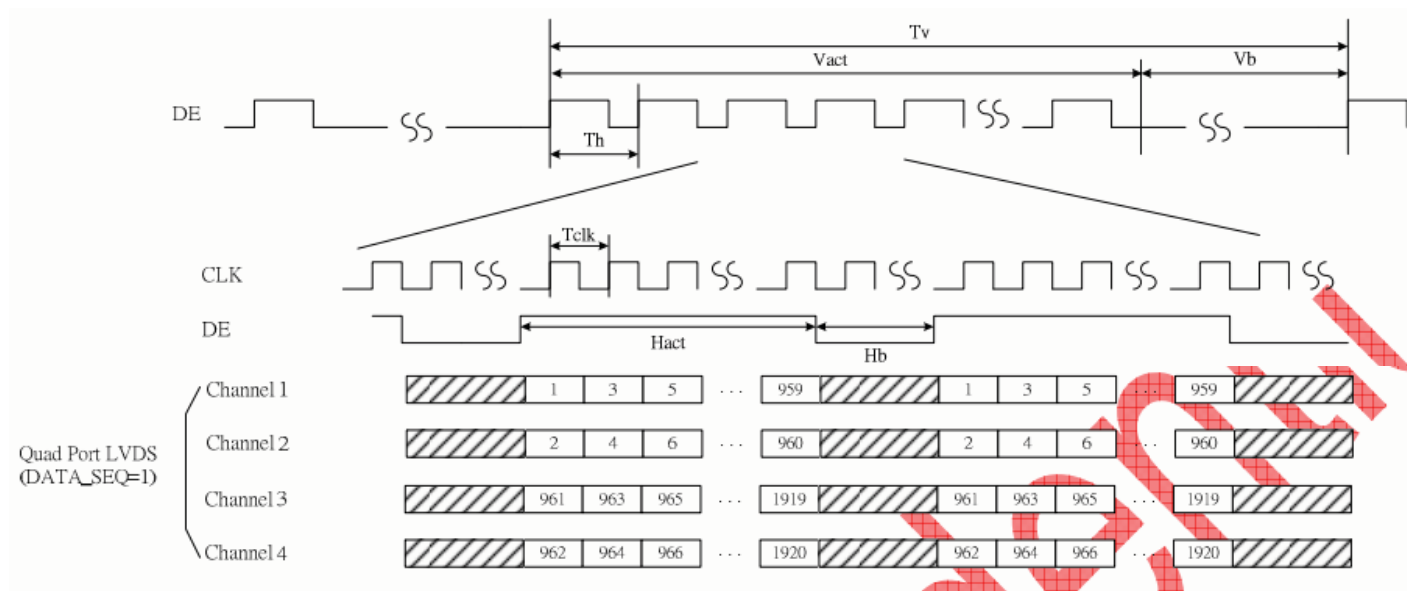 Tv
Vact Vb
DE
Th
Tclk
CLK
DE
Hact
Hb
Channel 1 1 3 5 ... 959 1 3 5 ... 959
Channel 2 2 4 6 ... 960 2 4 6 ... 960
Quad Port LVDS
(DATA_SEQ=1)
Channel 3 961 963 965 ... 1919 961 963 965 ... 1919
Channel 4 962 964 966 ... 1920 962 964 966 ... 1920